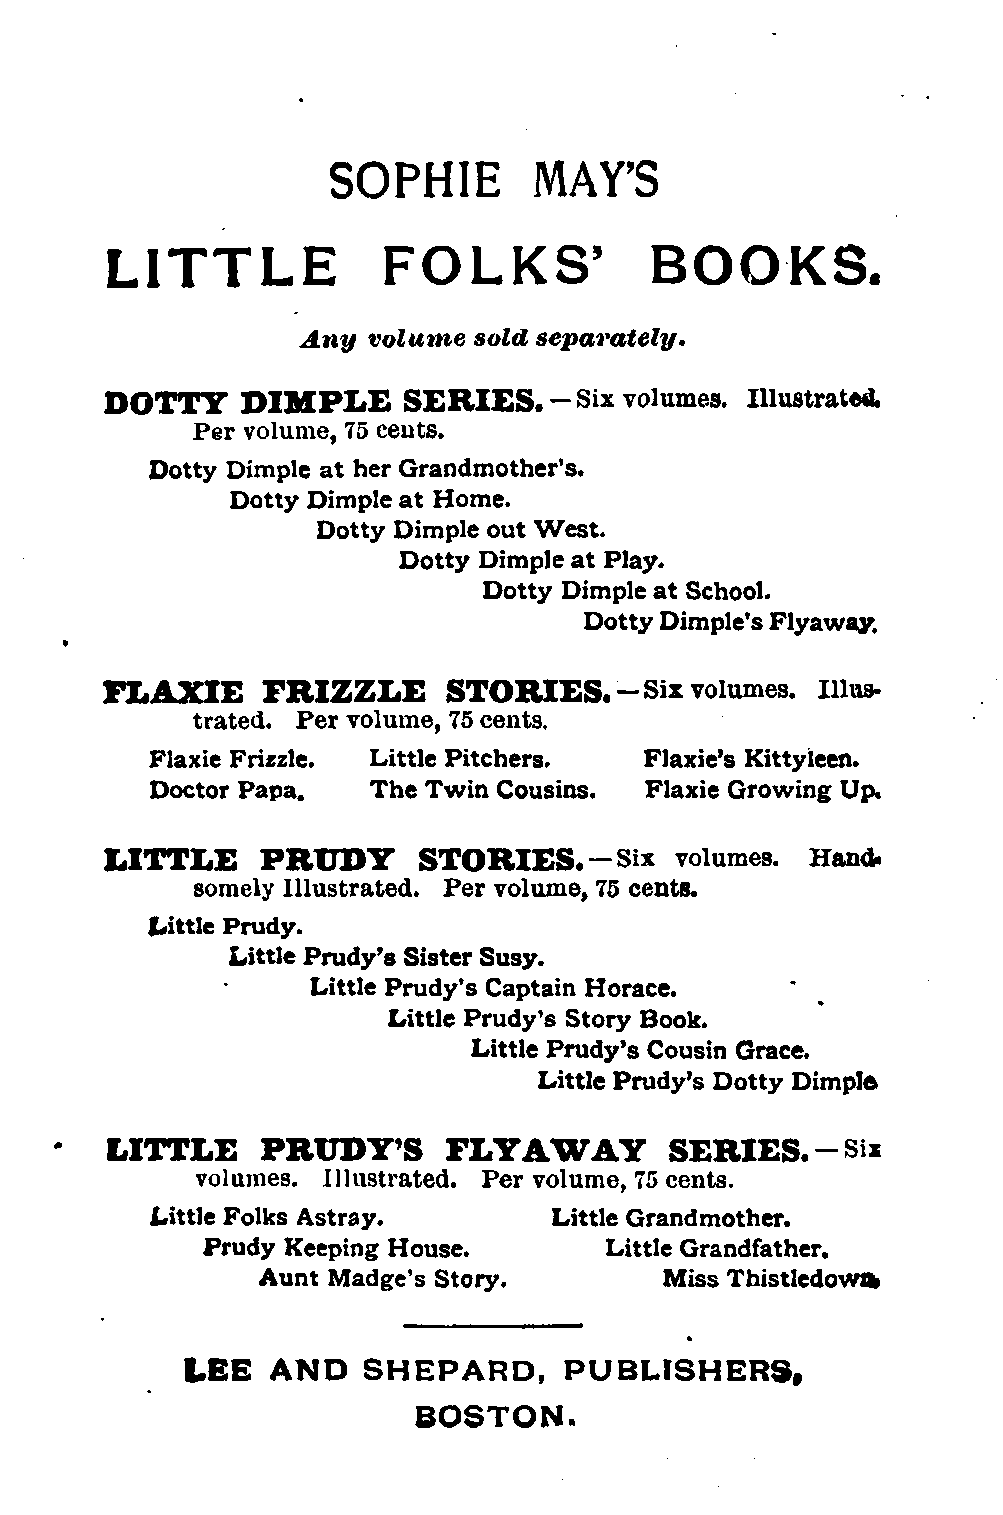 SOPHIE MAY'S
LITTLE FOLKS' BOOKS.
Any volume sold separately.
DOTTY DIMPLE SERIES.—Six volumes. Illustrated.
Per volume, 75 cents.
Dotty Dimple at her Grandmother's.
Dotty Dimple at Home.
Dotty Dimple out West.
Dotty Dimple at Play.
Dotty Dimple at School.
Dotty Dimple's Flyaway.
FLAXIE FRIZZLE STORIES.—Six volumes. Illus-
trated. Per volume, 75 cents.
Flaxie Frizzle. Little Pitchers. Flaxie's Kittyleen.
Doctor Papa. The Twin Cousins. Flaxie Growing Up.
LITTLE PRUDY STORIES.—Six volumes. Hand-
somely Illustrated. Per volume, 75 cents.
Little Prudy.
Little Prudy's Sister Susy.
Little Prudy's Captain Horace.
Little Prudy's Story Book.
Little Prudy's Cousin Grace.
Little Prudy's Dotty Dimple
LITTLE PRUDY'S FLYAWAY SERIES.—Six
volumes. Illustrated. Per volume, 75 cents.
Little Folks Astray. Little Grandmother.
Prudy Keeping House. Little Grandfather.
Aunt Madge's Story. Miss Thistledown.
LEE AND SHEPARD, PUBLISHERS,
BOSTON.